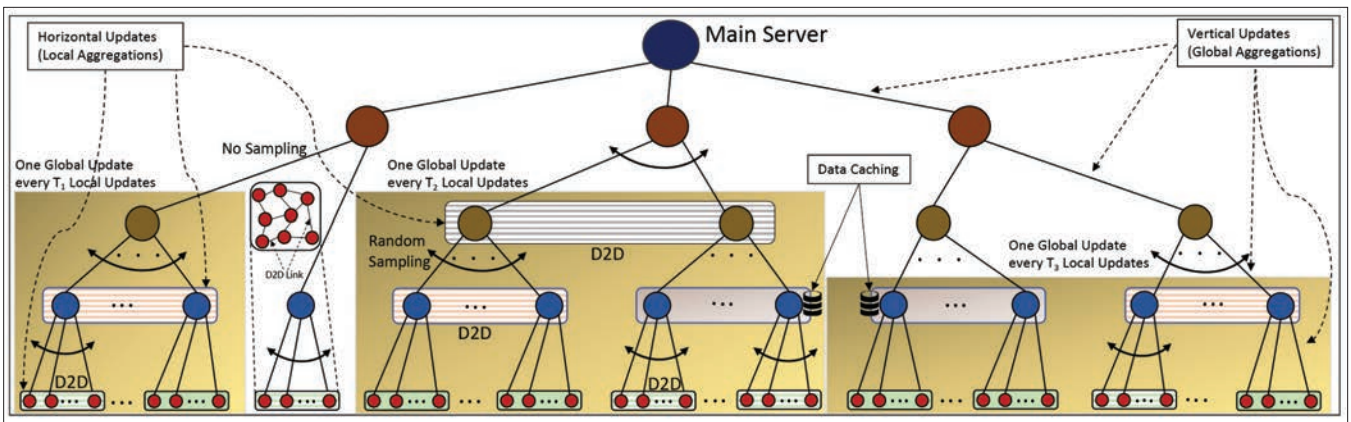 Main Server
Horizontal Updates
(Local Aggregations)
Vertical Updates
(Global Aggregations)
No Sampling
One Global Update
every T₁ Local Updates
One Global Update
every T₂ Local Updates
Data Caching
D2D Link
Random
Sampling
D2D
One Global Update
every T₃ Local Updates
D2D
D2D
D2D